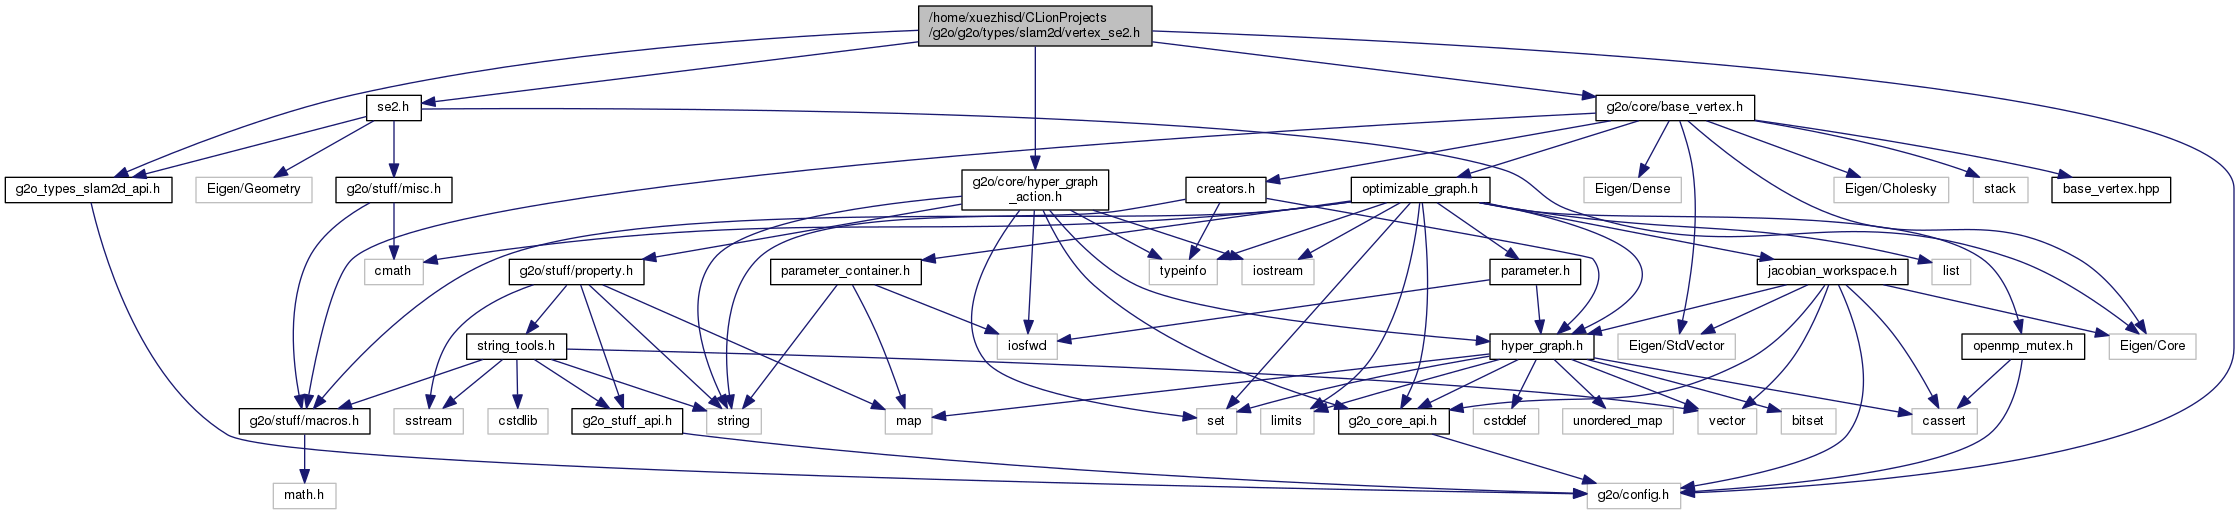 /home/xuezhisd/CLionProjects
/g2o/g2o/types/slam2d/vertex_se2.h
se2.h
g2o/core/base_vertex.h
g2o_types_slam2d_api.h
Eigen/Geometry
g2o/stuff/misc.h
g2o/core/hyper_graph
_action.h
creators.h
optimizable_graph.h
Eigen/Dense
Eigen/Cholesky
stack
base_vertex.hpp
cmath
g2o/stuff/property.h
parameter_container.h
typeinfo
iostream
parameter.h
jacobian_workspace.h
list
string_tools.h
iosfwd
hyper_graph.h
Eigen/StdVector
openmp_mutex.h
Eigen/Core
g2o/stuff/macros.h
sstream
cstdlib
g2o_stuff_api.h
string
map
set
limits
g2o_core_api.h
cstddef
unordered_map
vector
bitset
cassert
math.h
g2o/config.h